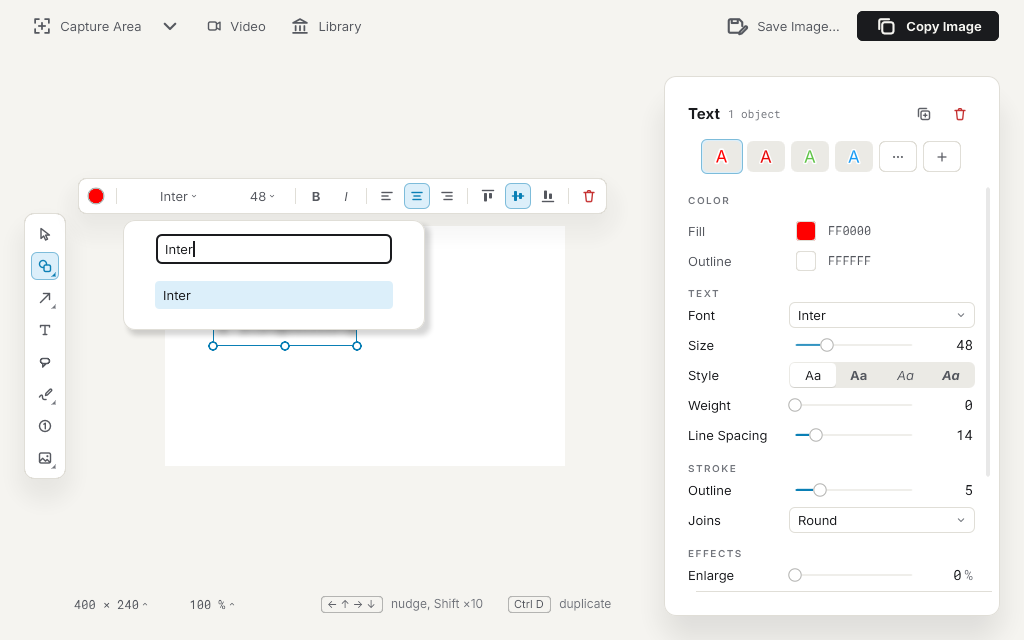 Capture Area
Video
Library
Save Image...
Copy Image
Text 1 object
A A A A ...
Inter 48 B I
Inter
Inter
COLOR
Fill FF0000
Outline FFFFFF
TEXT
Font Inter
Size 48
Style Aa Aa Aa Aa
Weight 0
Line Spacing 14
STROKE
Outline 5
Joins Round
EFFECTS
Enlarge 0 %
400 × 240 100 % ← ↑ → ↓ nudge, Shift ×10 Ctrl D duplicate